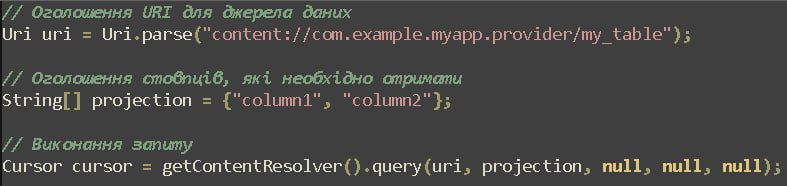 // Оголошення URI для джерела даних
Uri uri = Uri.parse("content://com.example.myapp.provider/my_table");
// Оголошення стовпців, які необхідно отримати
String[] projection = {"column1", "column2"};
// Виконання запиту
Cursor cursor = getContentResolver().query(uri, projection, null, null, null);